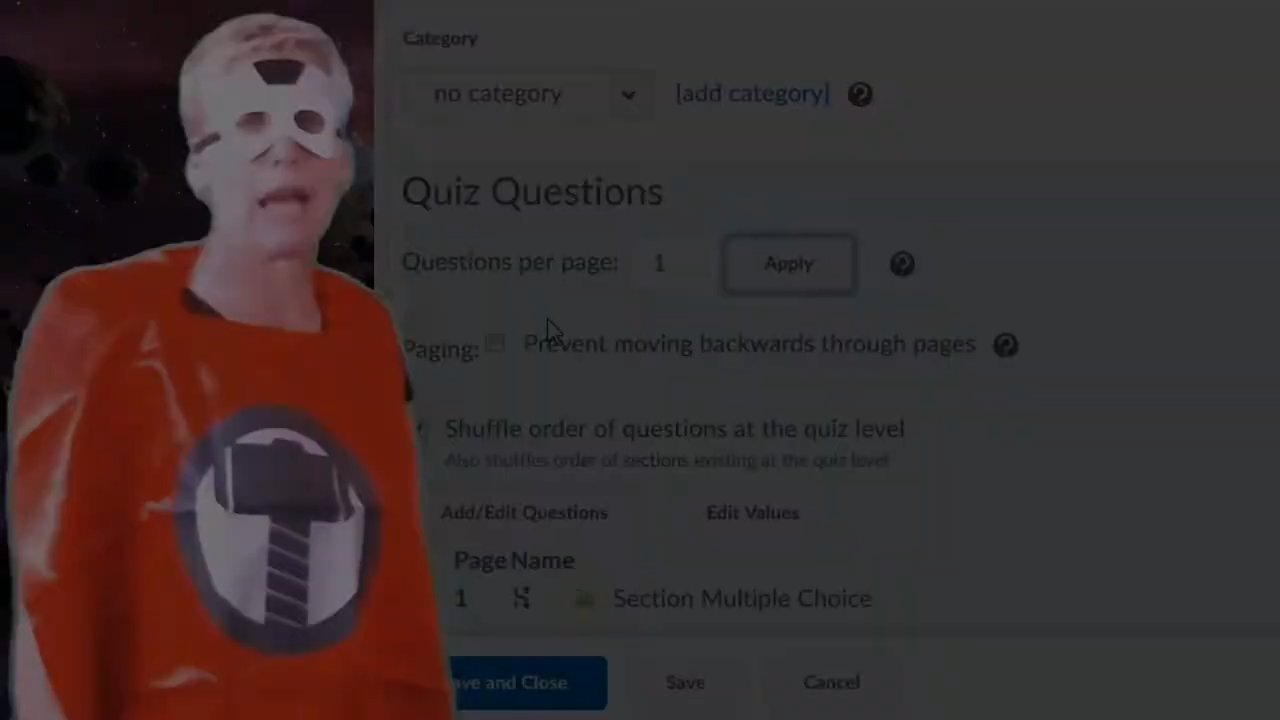 Category
no category [add category]
Quiz Questions
Questions per page: 1 Apply
Paging: Prevent moving backwards through pages
Shuffle order of questions at the quiz level
Also shuffles order of sections existing at the quiz level
Add/Edit Questions Edit Values
Page Name
1 Section Multiple Choice
ave and Close Save Cancel